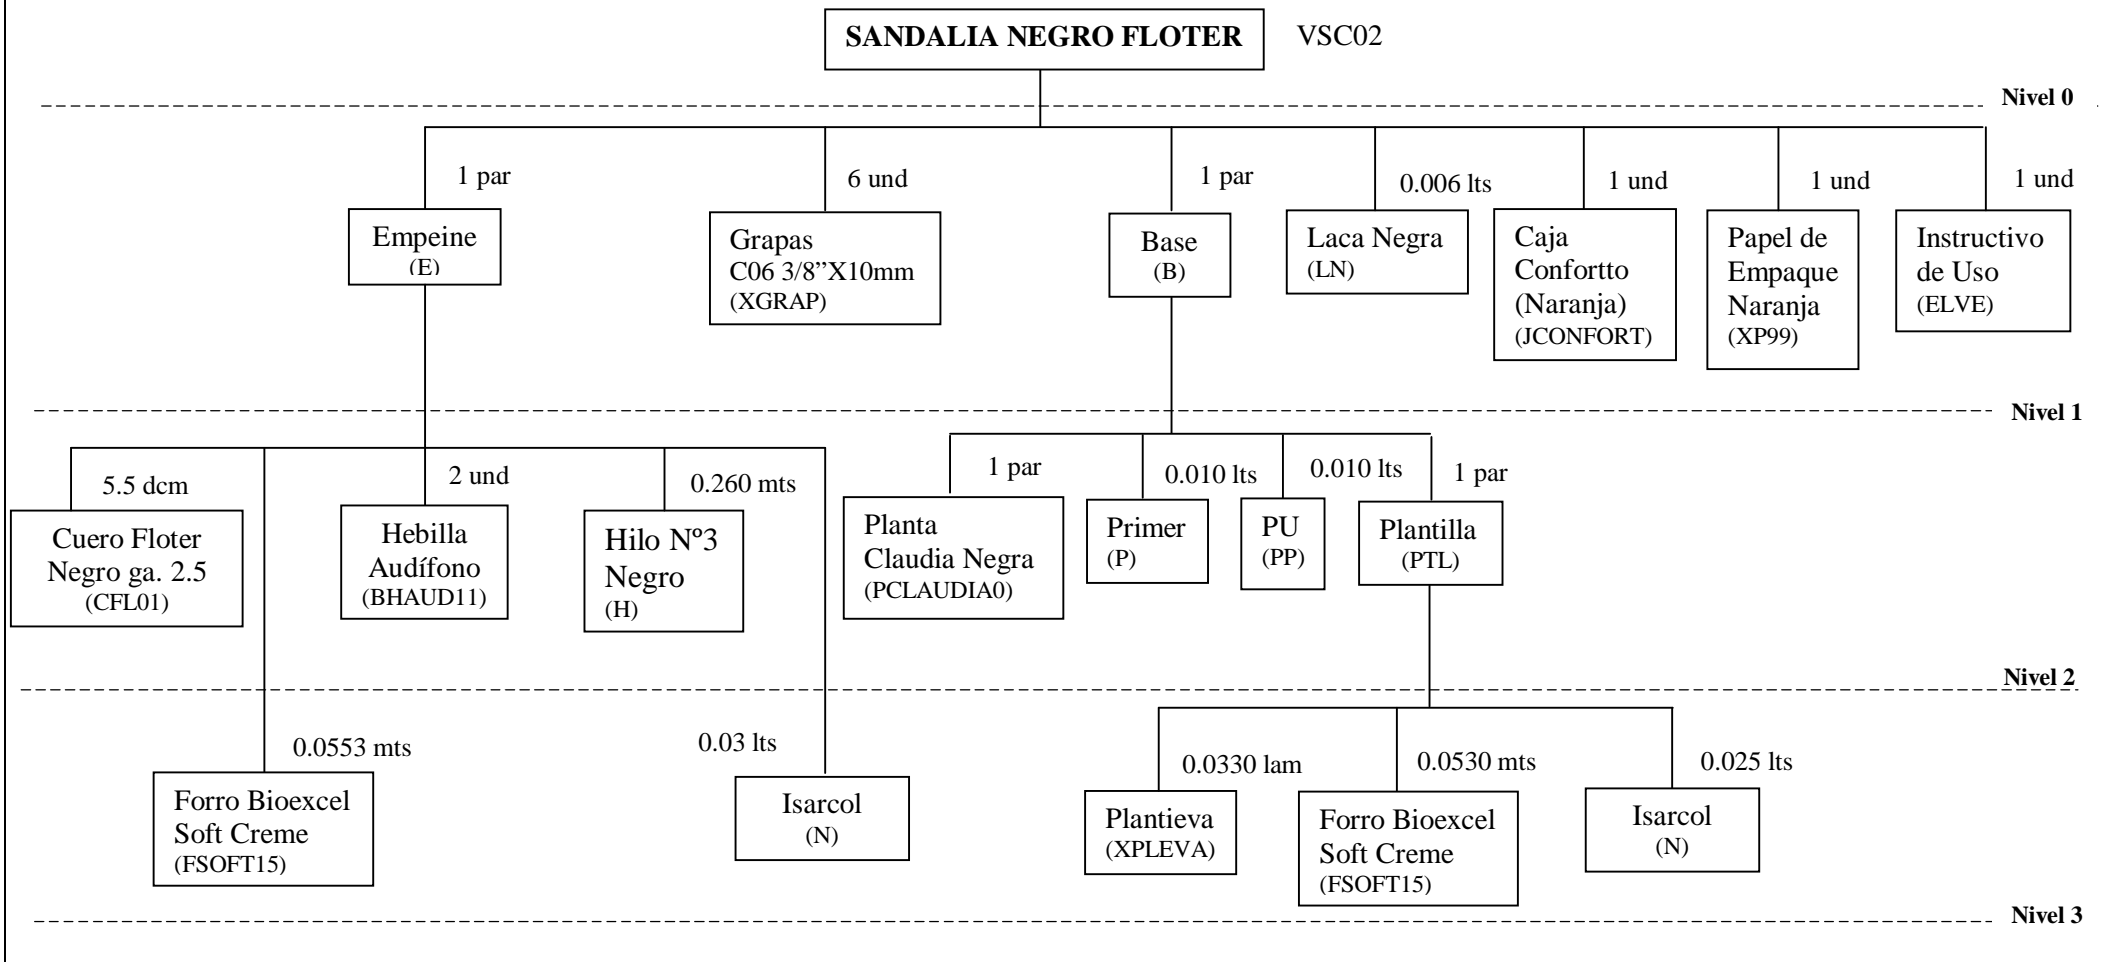 SANDALIA NEGRO FLOTER VSC02
Nivel 0
1 par
6 und
1 par
0.006 lts
1 und
1 und
1 und
Empeine
(E)
Grapas
C06 3/8”X10mm
(XGRAP)
Base
(B)
Laca Negra
(LN)
Caja
Confortto
(Naranja)
(JCONFORT)
Papel de
Empaque
Naranja
(XP99)
Instructivo
de Uso
(ELVE)
Nivel 1
5.5 dcm
2 und
0.260 mts
1 par
0.010 lts
0.010 lts
1 par
Cuero Floter
Negro ga. 2.5
(CFL01)
Hebilla
Audífono
(BHAUD11)
Hilo Nº3
Negro
(H)
Planta
Claudia Negra
(PCLAUDIA0)
Primer
(P)
PU
(PP)
Plantilla
(PTL)
Nivel 2
0.0553 mts
0.03 lts
0.0330 lam
0.0530 mts
0.025 lts
Forro Bioexcel
Soft Creme
(FSOFT15)
Isarcol
(N)
Plantieva
(XPLEVA)
Forro Bioexcel
Soft Creme
(FSOFT15)
Isarcol
(N)
Nivel 3